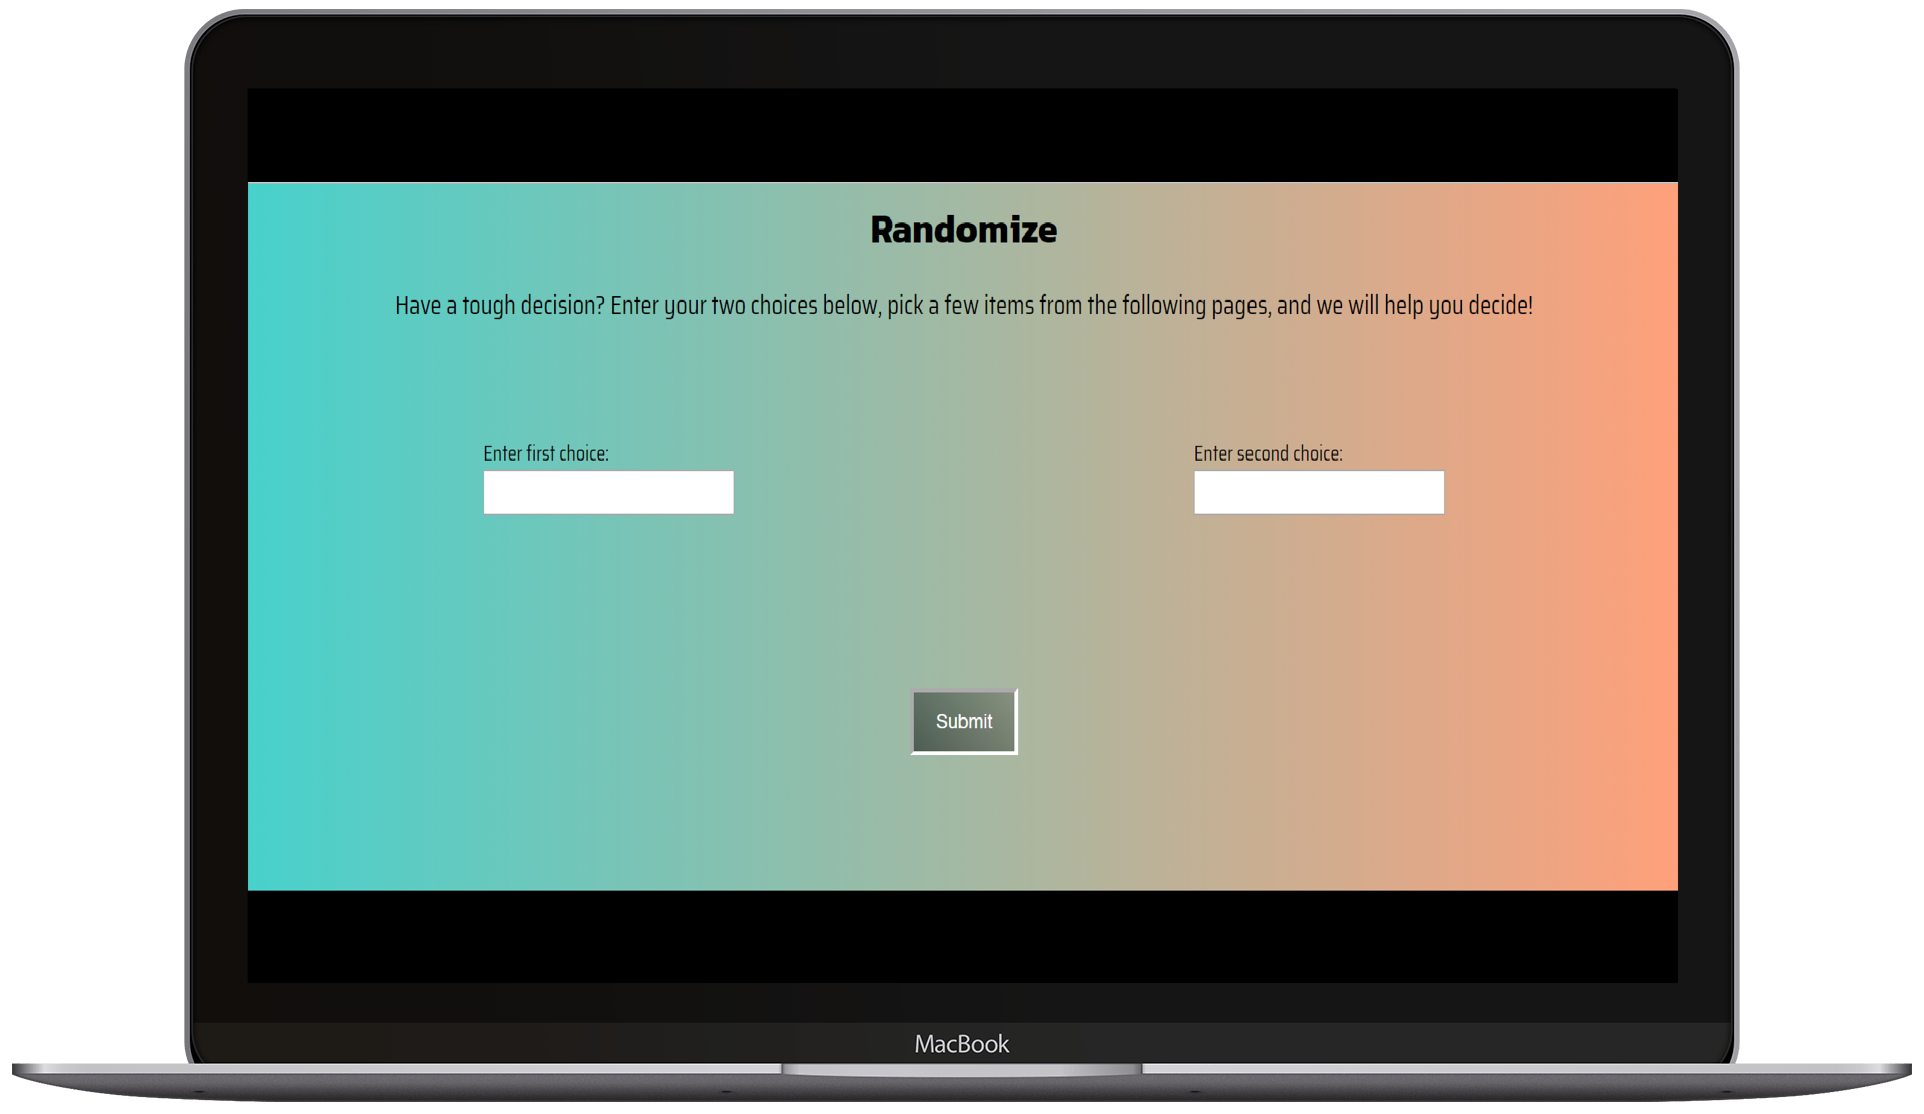 Randomize
Have a tough decision? Enter your two choices below, pick a few items from the following pages, and we will help you decide!
Enter first choice:
Enter second choice:
Submit
MacBook